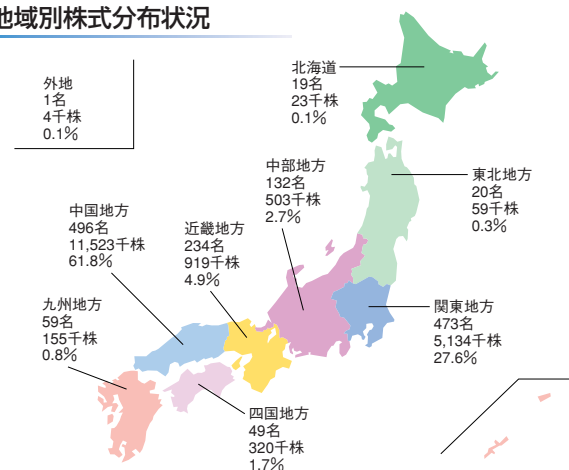 地域別株式分布状況
外地
1名
4千株
0.1%
北海道
19名
23千株
0.1%
中部地方
132名
503千株
2.7%
東北地方
20名
59千株
0.3%
中国地方
496名
11,523千株
61.8%
近畿地方
234名
919千株
4.9%
九州地方
59名
155千株
0.8%
関東地方
473名
5,134千株
27.6%
四国地方
49名
320千株
1.7%